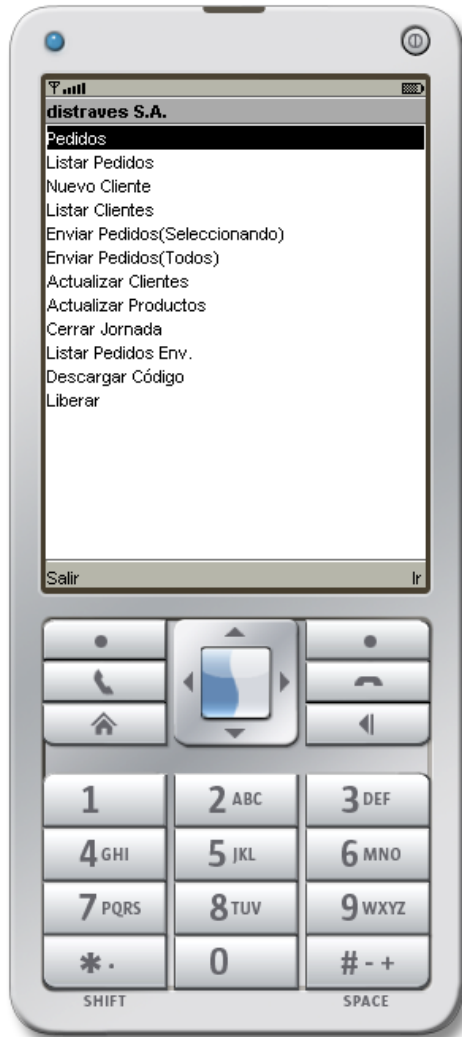 distraves S.A.
Pedidos
Listar Pedidos
Nuevo Cliente
Listar Clientes
Enviar Pedidos(Seleccionando)
Enviar Pedidos(Todos)
Actualizar Clientes
Actualizar Productos
Cerrar Jornada
Listar Pedidos Env.
Descargar Código
Liberar
Salir Ir
1 2 ABC 3 DEF
4 GHI 5 JKL 6 MNO
7 PQRS 8 TUV 9 WXYZ
* . 0 # - +
SHIFT SPACE